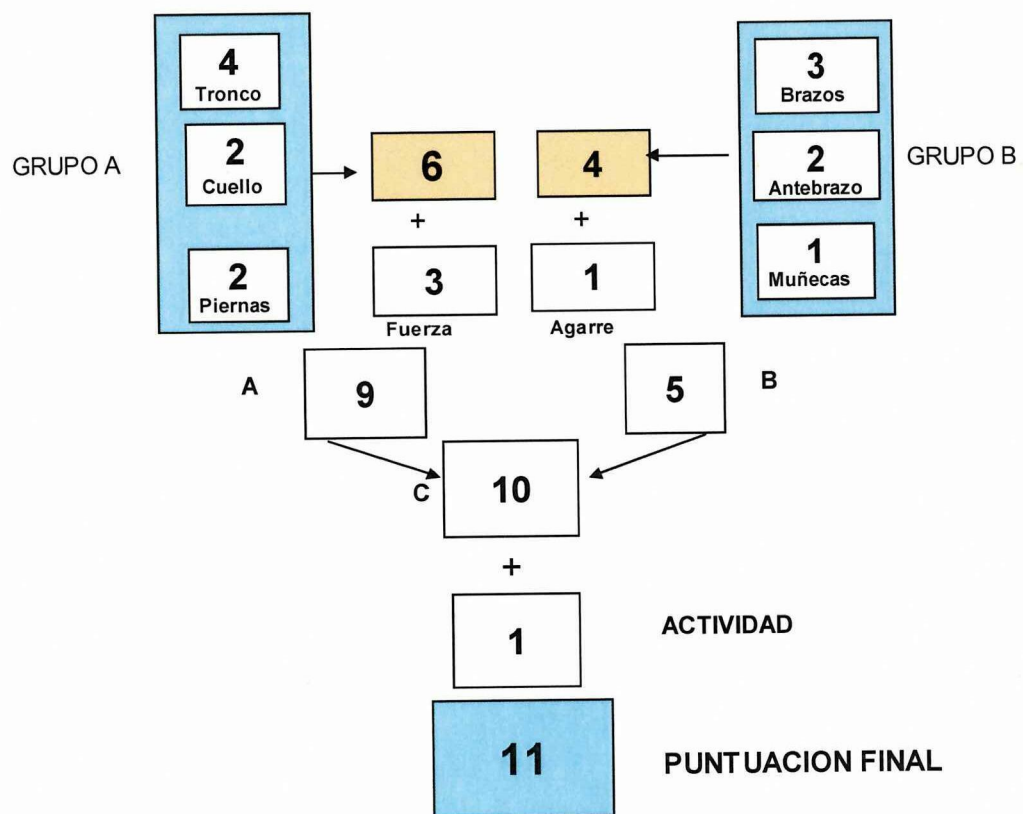 GRUPO A
4
Tronco
2
Cuello
2
Piernas
6
+
3
Fuerza
4
+
1
Agarre
3
Brazos
2
Antebrazo
1
Muñecas
GRUPO B
A
9
5
B
C
10
+
1
ACTIVIDAD
11
PUNTUACION FINAL